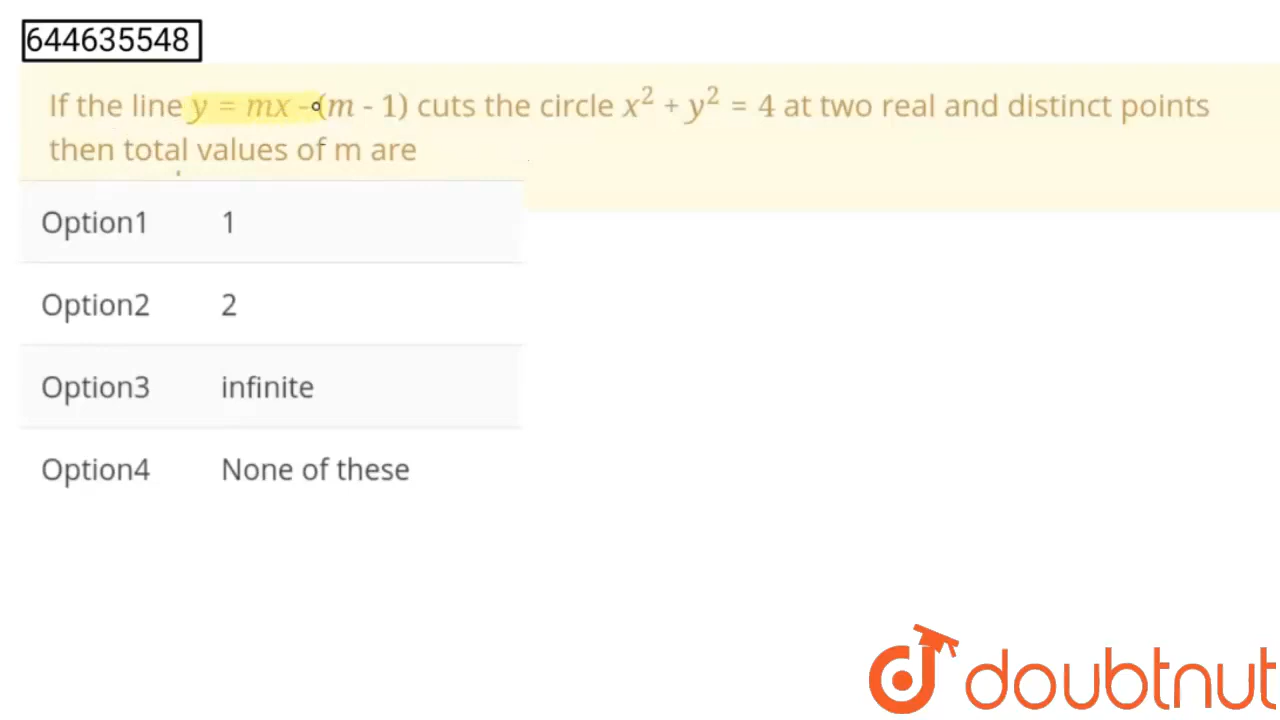 644635548
If the line y = mx - (m - 1) cuts the circle x² + y² = 4 at two real and distinct points
then total values of m are
Option1 1
Option2 2
Option3 infinite
Option4 None of these
doubtnut